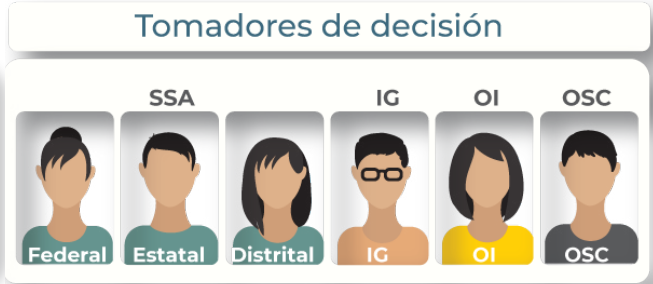 Tomadores de decisión
SSA IG OI OSC
Federal Estatal Distrital IG OI OSC